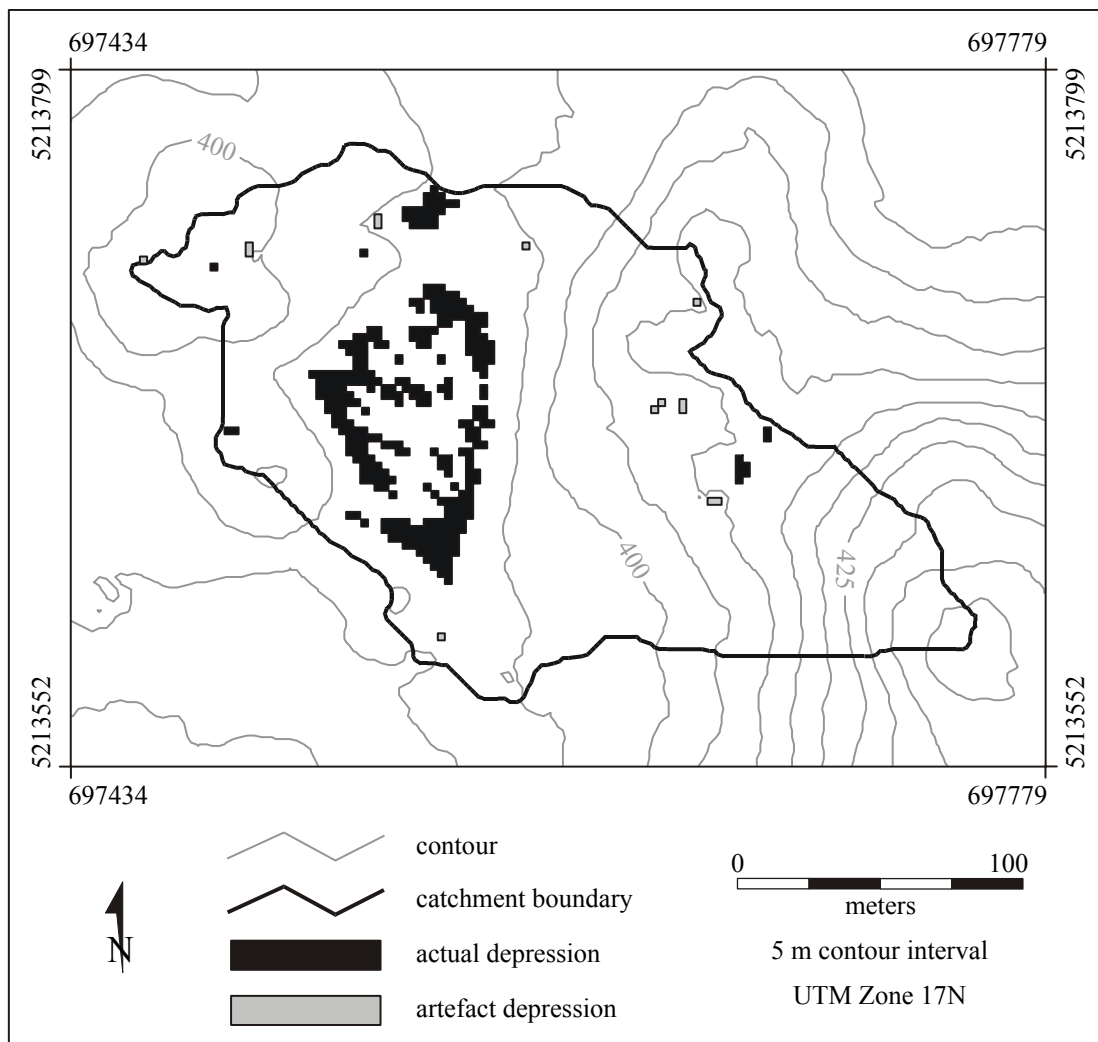 697434 697779
5213799 5213799
400
400
425
5213552 5213552
697434 697779
contour
catchment boundary
actual depression
artefact depression
N
0 100
meters
5 m contour interval
UTM Zone 17N